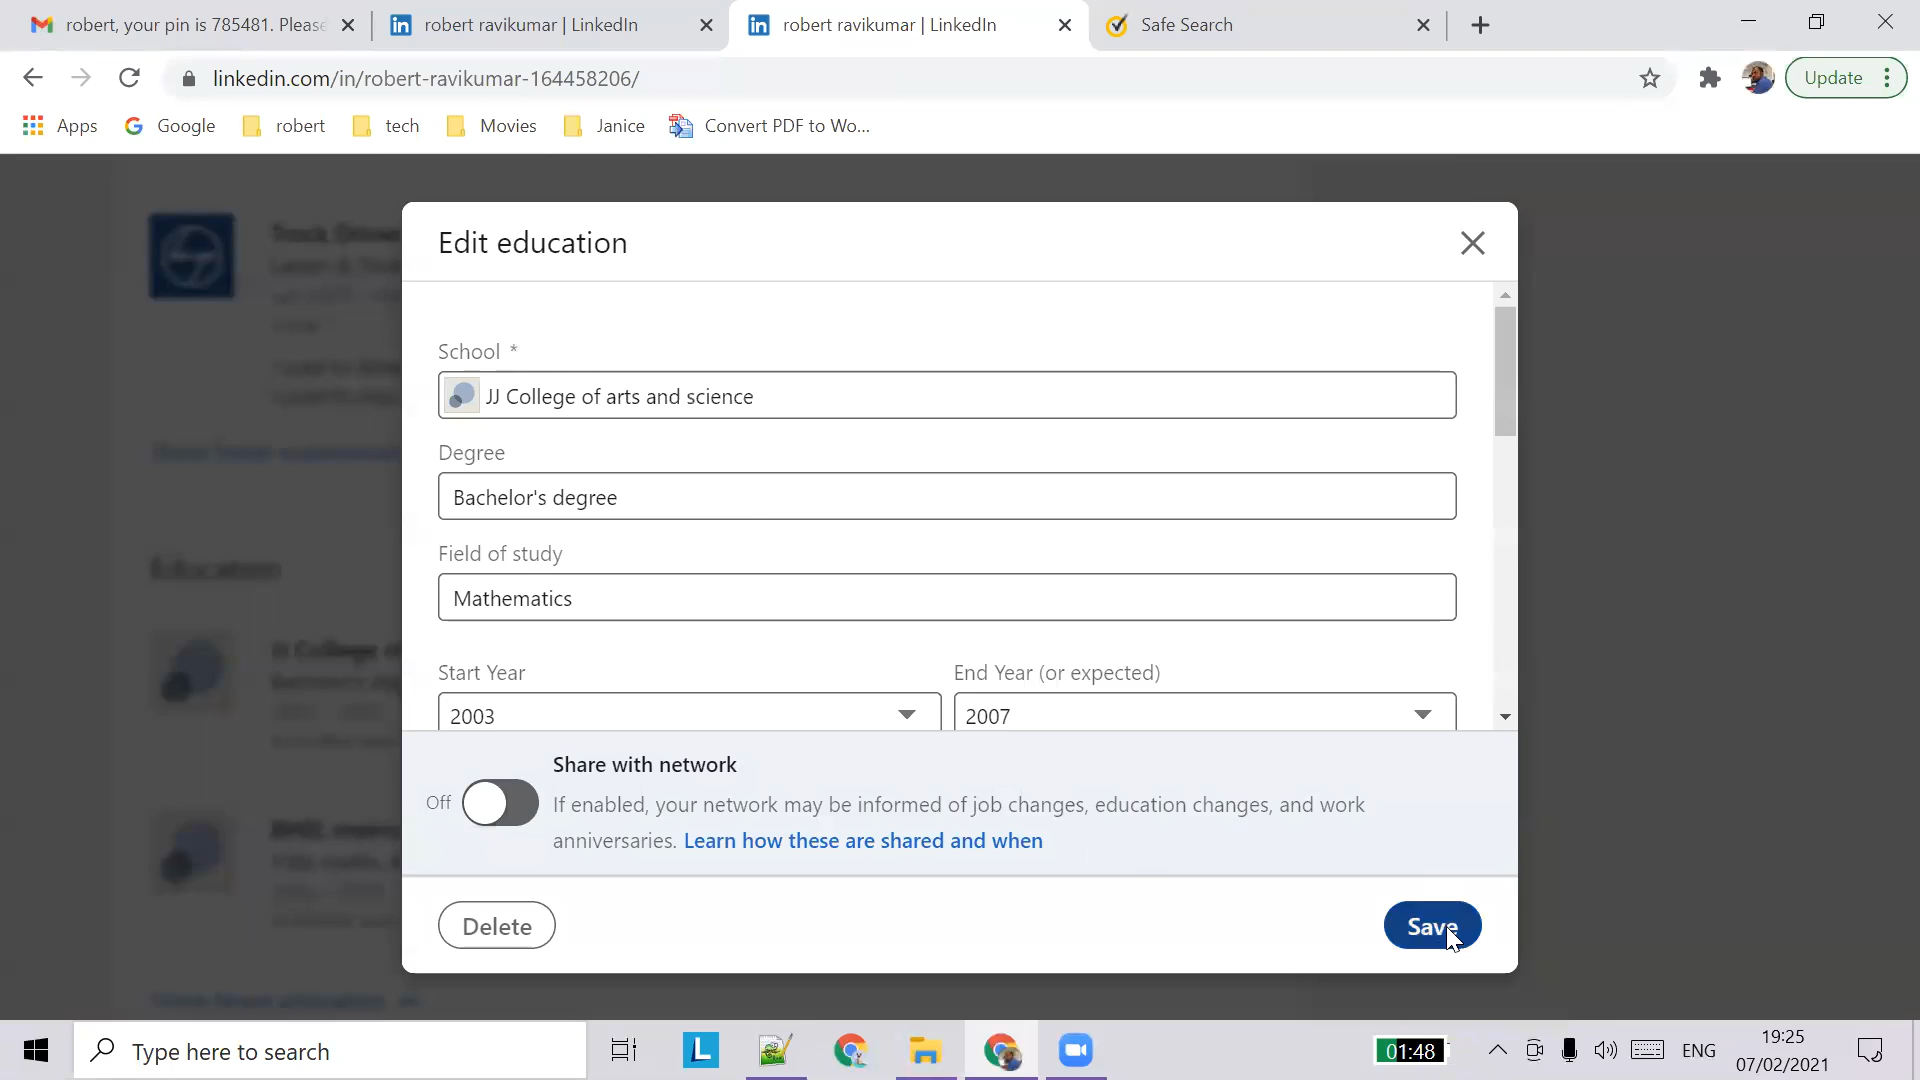 robert, your pin is 785481. Please
robert ravikumar | LinkedIn
robert ravikumar | LinkedIn
Safe Search
linkedin.com/in/robert-ravikumar-164458206/
Update
Apps
Google
robert
tech
Movies
Janice
Convert PDF to Wo...
Edit education
School *
JJ College of arts and science
Degree
Bachelor's degree
Field of study
Mathematics
Start Year
End Year (or expected)
2003
2007
Share with network
Off
If enabled, your network may be informed of job changes, education changes, and work
anniversaries. Learn how these are shared and when
Delete
Save
Education
JJ College of
Type here to search
01:48
ENG
19:25
07/02/2021